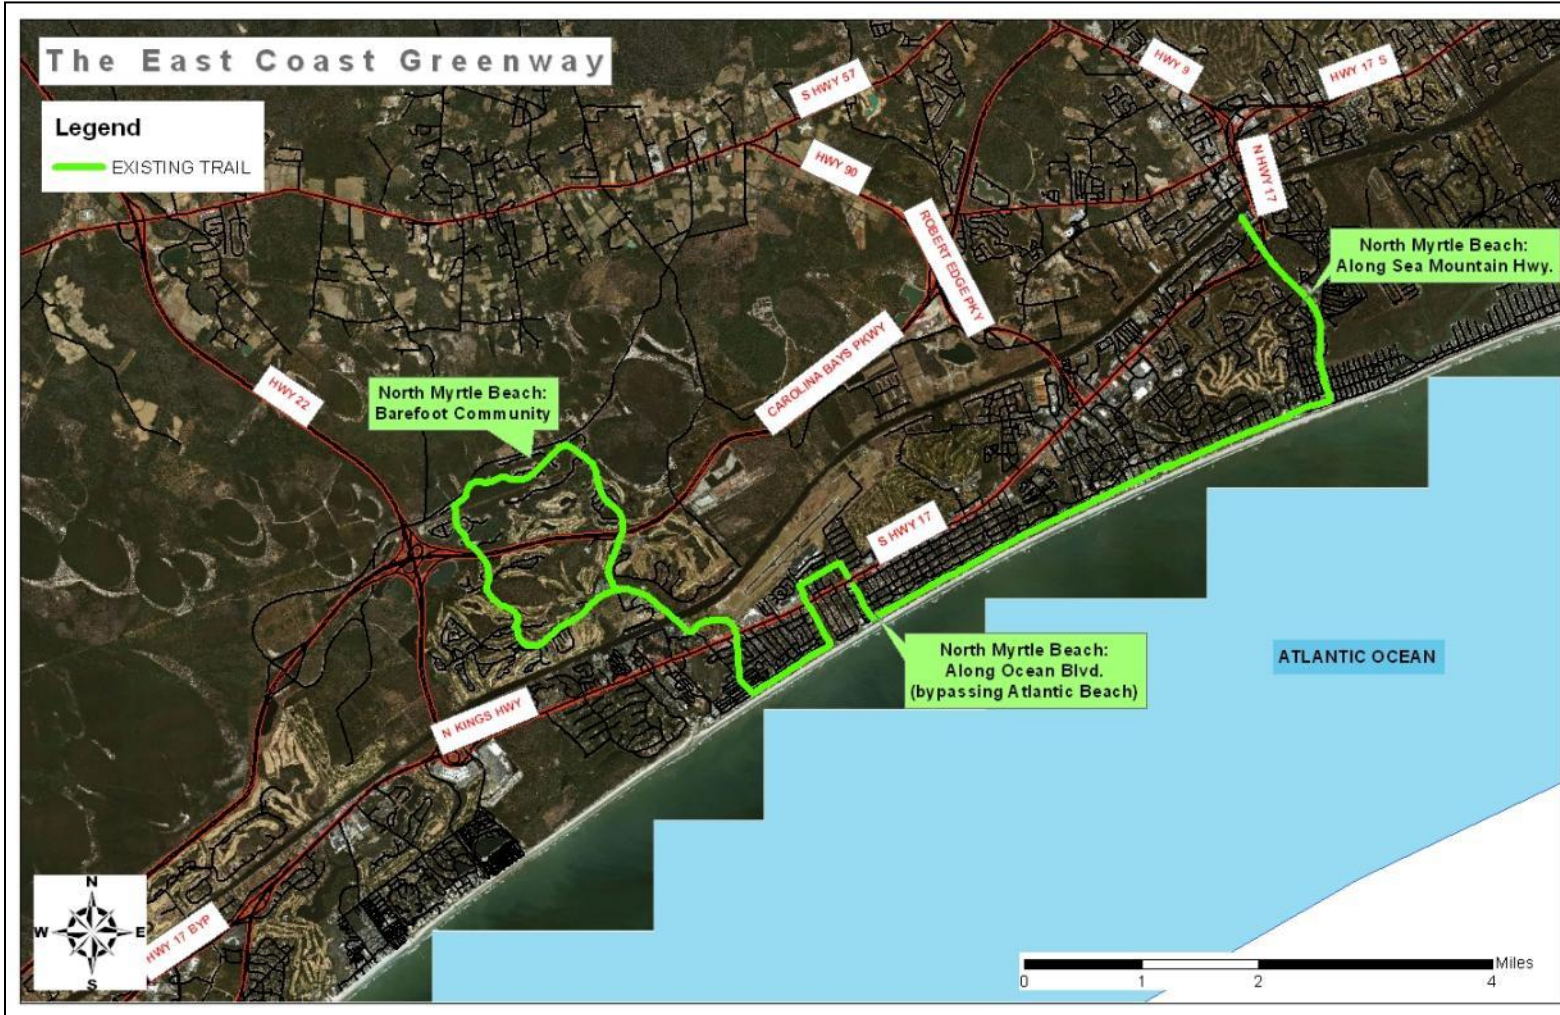 The East Coast Greenway
Legend
EXISTING TRAIL
S HWY 57
HWY 9
HWY 17 S
HWY 90
N HWY 17
ROBERT EDGE PKY
North Myrtle Beach:
Along Sea Mountain Hwy.
CAROLINA BAYS PKWY
HWY 22
North Myrtle Beach:
Barefoot Community
S HWY 17
North Myrtle Beach:
Along Ocean Blvd.
(bypassing Atlantic Beach)
ATLANTIC OCEAN
N KINGS HWY
HWY 17 BYP
N
W E
S
Miles
0 1 2 4